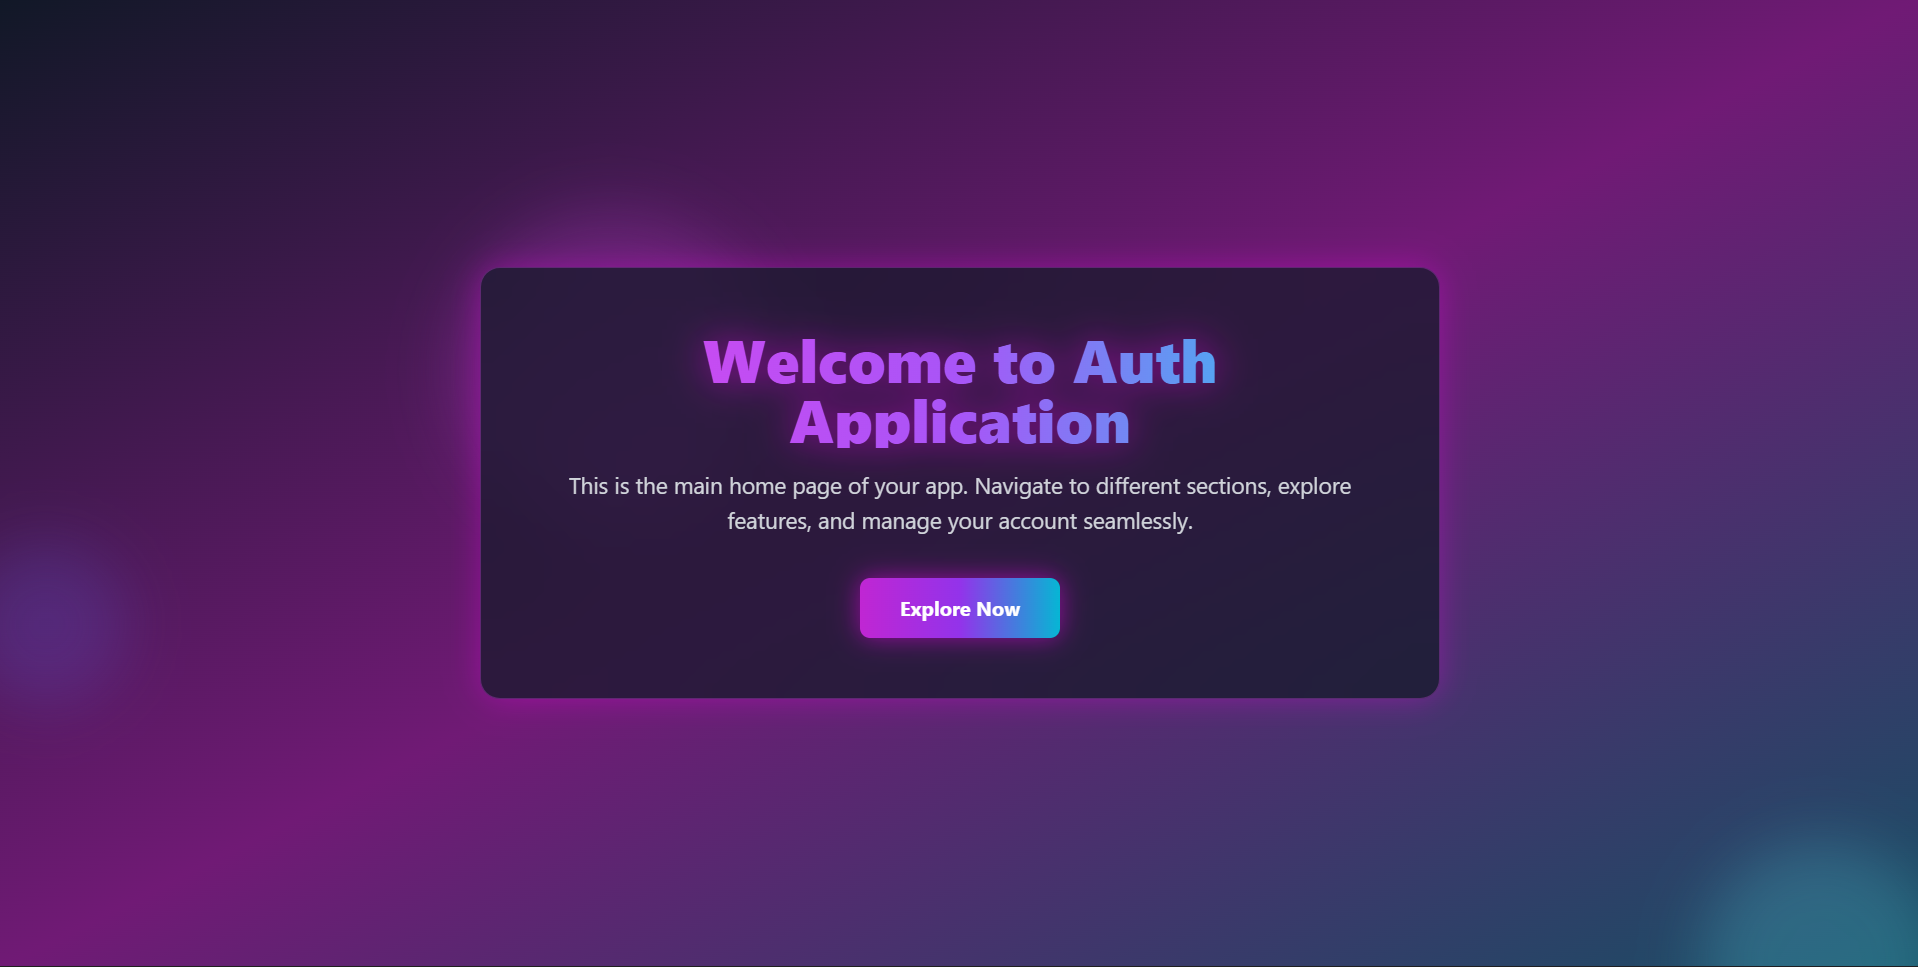 Welcome to Auth
Application
This is the main home page of your app. Navigate to different sections, explore
features, and manage your account seamlessly.
Explore Now